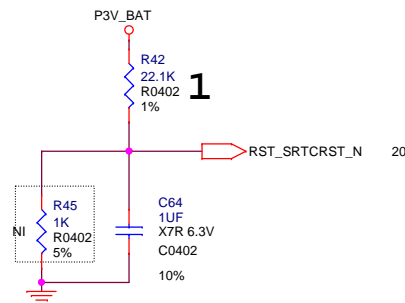 P3V_BAT
R42
22.1K
R0402
1%
1
RST_SRTCRST_N 20
R45
1K
R0402
5%
NI
C64
1UF
X7R 6.3V
C0402
10%